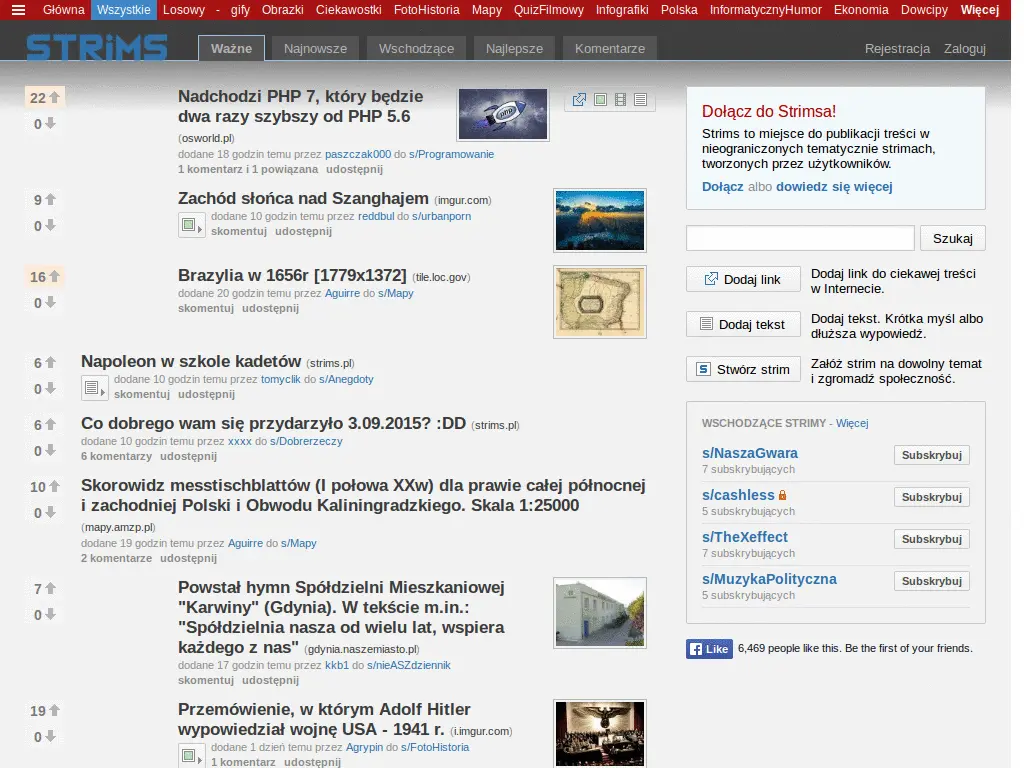 Główna Wszystkie Losowy - gify Obrazki Ciekawostki FotoHistoria Mapy QuizFilmowy Infografiki Polska InformatycznyHumor Ekonomia Dowcipy Więcej
STRiMS Ważne Najnowsze Wschodzące Najlepsze Komentarze Rejestracja Zaloguj
22
0
Nadchodzi PHP 7, który będzie
dwa razy szybszy od PHP 5.6
(osworld.pl)
dodane 18 godzin temu przez paszczak000 do s/Programowanie
1 komentarz i 1 powiązana udostępnij
php
9
0
Zachód słońca nad Szanghajem (imgur.com)
dodane 10 godzin temu przez reddbul do s/urbanporn
skomentuj udostępnij
16
0
Brazylia w 1656r [1779x1372] (tile.loc.gov)
dodane 20 godzin temu przez Aguirre do s/Mapy
skomentuj udostępnij
6
0
Napoleon w szkole kadetów (strims.pl)
dodane 10 godzin temu przez tomyclik do s/Anegdoty
skomentuj udostępnij
6
0
Co dobrego wam się przydarzyło 3.09.2015? :DD (strims.pl)
dodane 10 godzin temu przez xxxx do s/Dobrerzeczy
6 komentarzy udostępnij
10
0
Skorowidz messtischblattów (I połowa XXw) dla prawie całej północnej
i zachodniej Polski i Obwodu Kaliningradzkiego. Skala 1:25000
(mapy.amzp.pl)
dodane 19 godzin temu przez Aguirre do s/Mapy
2 komentarze udostępnij
7
0
Powstał hymn Spółdzielni Mieszkaniowej
"Karwiny" (Gdynia). W tekście m.in.:
"Spółdzielnia nasza od wielu lat, wspiera
każdego z nas" (gdynia.naszemiasto.pl)
dodane 17 godzin temu przez kkb1 do s/nieASZdziennik
skomentuj udostępnij
19
0
Przemówienie, w którym Adolf Hitler
wypowiedział wojnę USA - 1941 r. (i.imgur.com)
dodane 1 dzień temu przez Agrypin do s/FotoHistoria
1 komentarz udostępnij
Dołącz do Strimsa!
Strims to miejsce do publikacji treści w
nieograniczonych tematycznie strimach,
tworzonych przez użytkowników.
Dołącz albo dowiedz się więcej
Szukaj
Dodaj link
Dodaj link do ciekawej treści
w Internecie.
Dodaj tekst
Dodaj tekst. Krótka myśl albo
dłuższa wypowiedź.
S Stwórz strim
Załóż strim na dowolny temat
i zgromadź społeczność.
WSCHODZĄCE STRIMY - Więcej
s/NaszaGwara Subskrybuj
7 subskrybujących
s/cashless Subskrybuj
5 subskrybujących
s/TheXeffect Subskrybuj
7 subskrybujących
s/MuzykaPolityczna Subskrybuj
5 subskrybujących
f Like 6,469 people like this. Be the first of your friends.